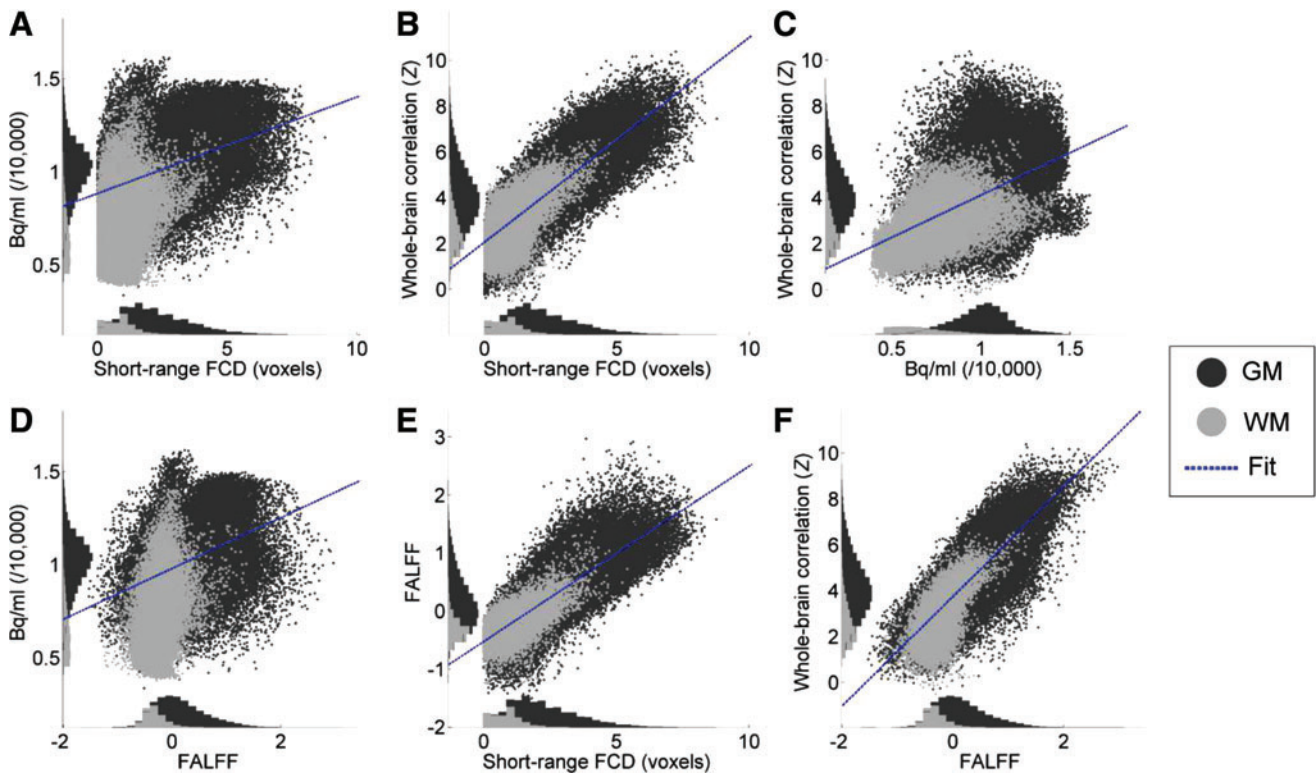 A
Bq/ml (/10,000)
1.5
1
0.5
0
5
10
Short-range FCD (voxels)
B
Whole-brain correlation (Z)
10
8
6
4
2
0
0
5
10
Short-range FCD (voxels)
C
Whole-brain correlation (Z)
10
8
6
4
2
0
0.5
1
1.5
Bq/ml (/10,000)
D
Bq/ml (/10,000)
1.5
1
0.5
-2
0
2
FALFF
E
FALFF
3
2
1
0
-1
-2
0
5
10
Short-range FCD (voxels)
F
Whole-brain correlation (Z)
10
8
6
4
2
0
-2
0
2
FALFF
GM
WM
Fit